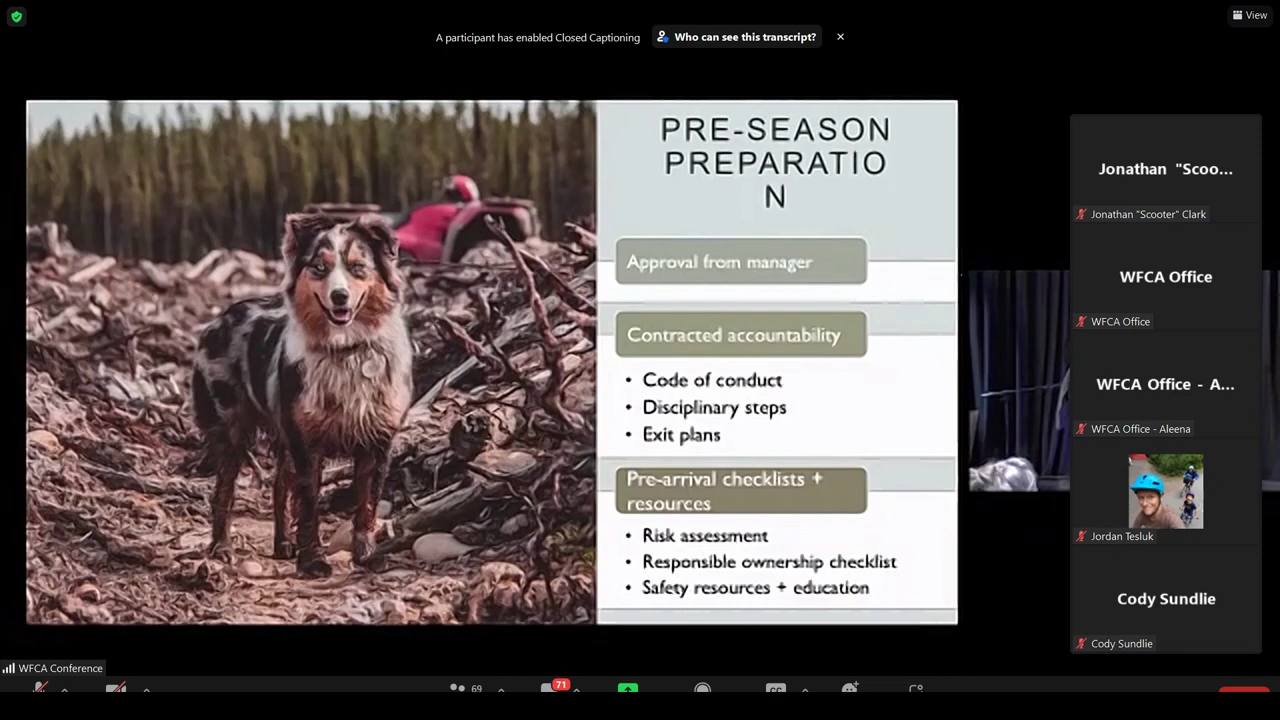 View
A participant has enabled Closed Captioning
Who can see this transcript?
PRE-SEASON
PREPARATIO
N
Approval from manager
Contracted accountability
• Code of conduct
• Disciplinary steps
• Exit plans
Pre-arrival checklists +
resources
• Risk assessment
• Responsible ownership checklist
• Safety resources + education
Jonathan "Scoo...
Jonathan "Scooter" Clark
WFCA Office
WFCA Office
WFCA Office - A...
WFCA Office - Aleena
Jordan Tesluk
Cody Sundlie
Cody Sundlie
WFCA Conference
69
71
CC